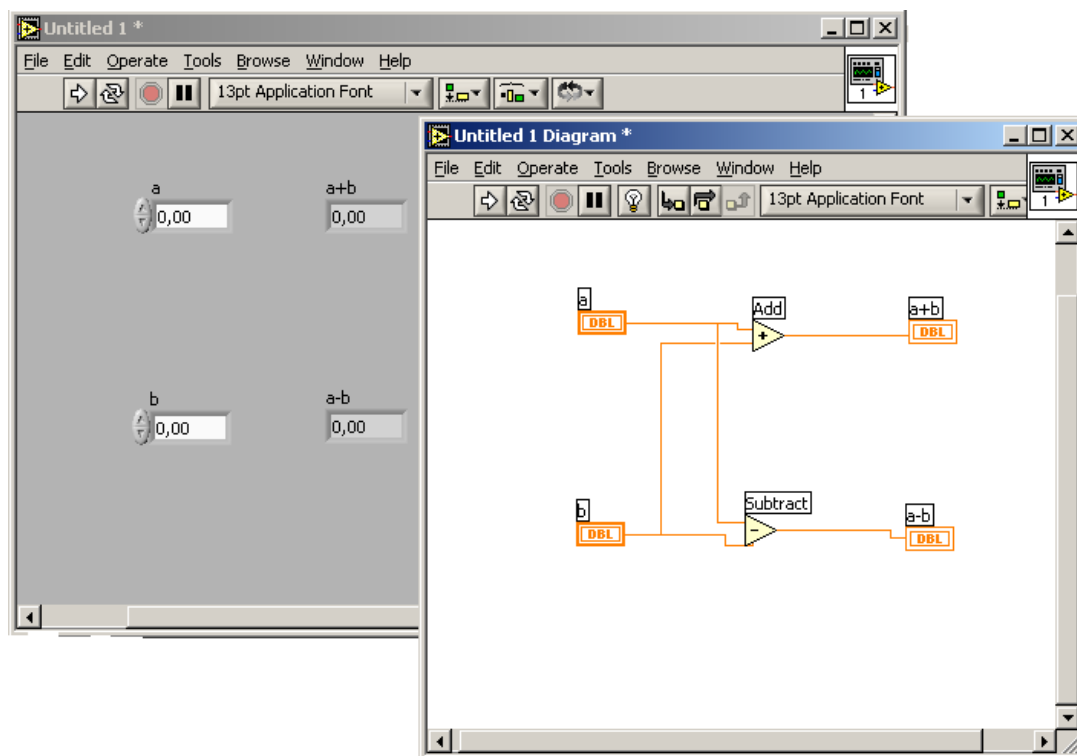 Untitled 1 *
File Edit Operate Tools Browse Window Help
13pt Application Font
1
a
0,00
a+b
0,00
b
0,00
a-b
0,00
Untitled 1 Diagram *
File Edit Operate Tools Browse Window Help
13pt Application Font
1
a
DBL
Add
+
a+b
DBL
b
DBL
Subtract
-
a-b
DBL